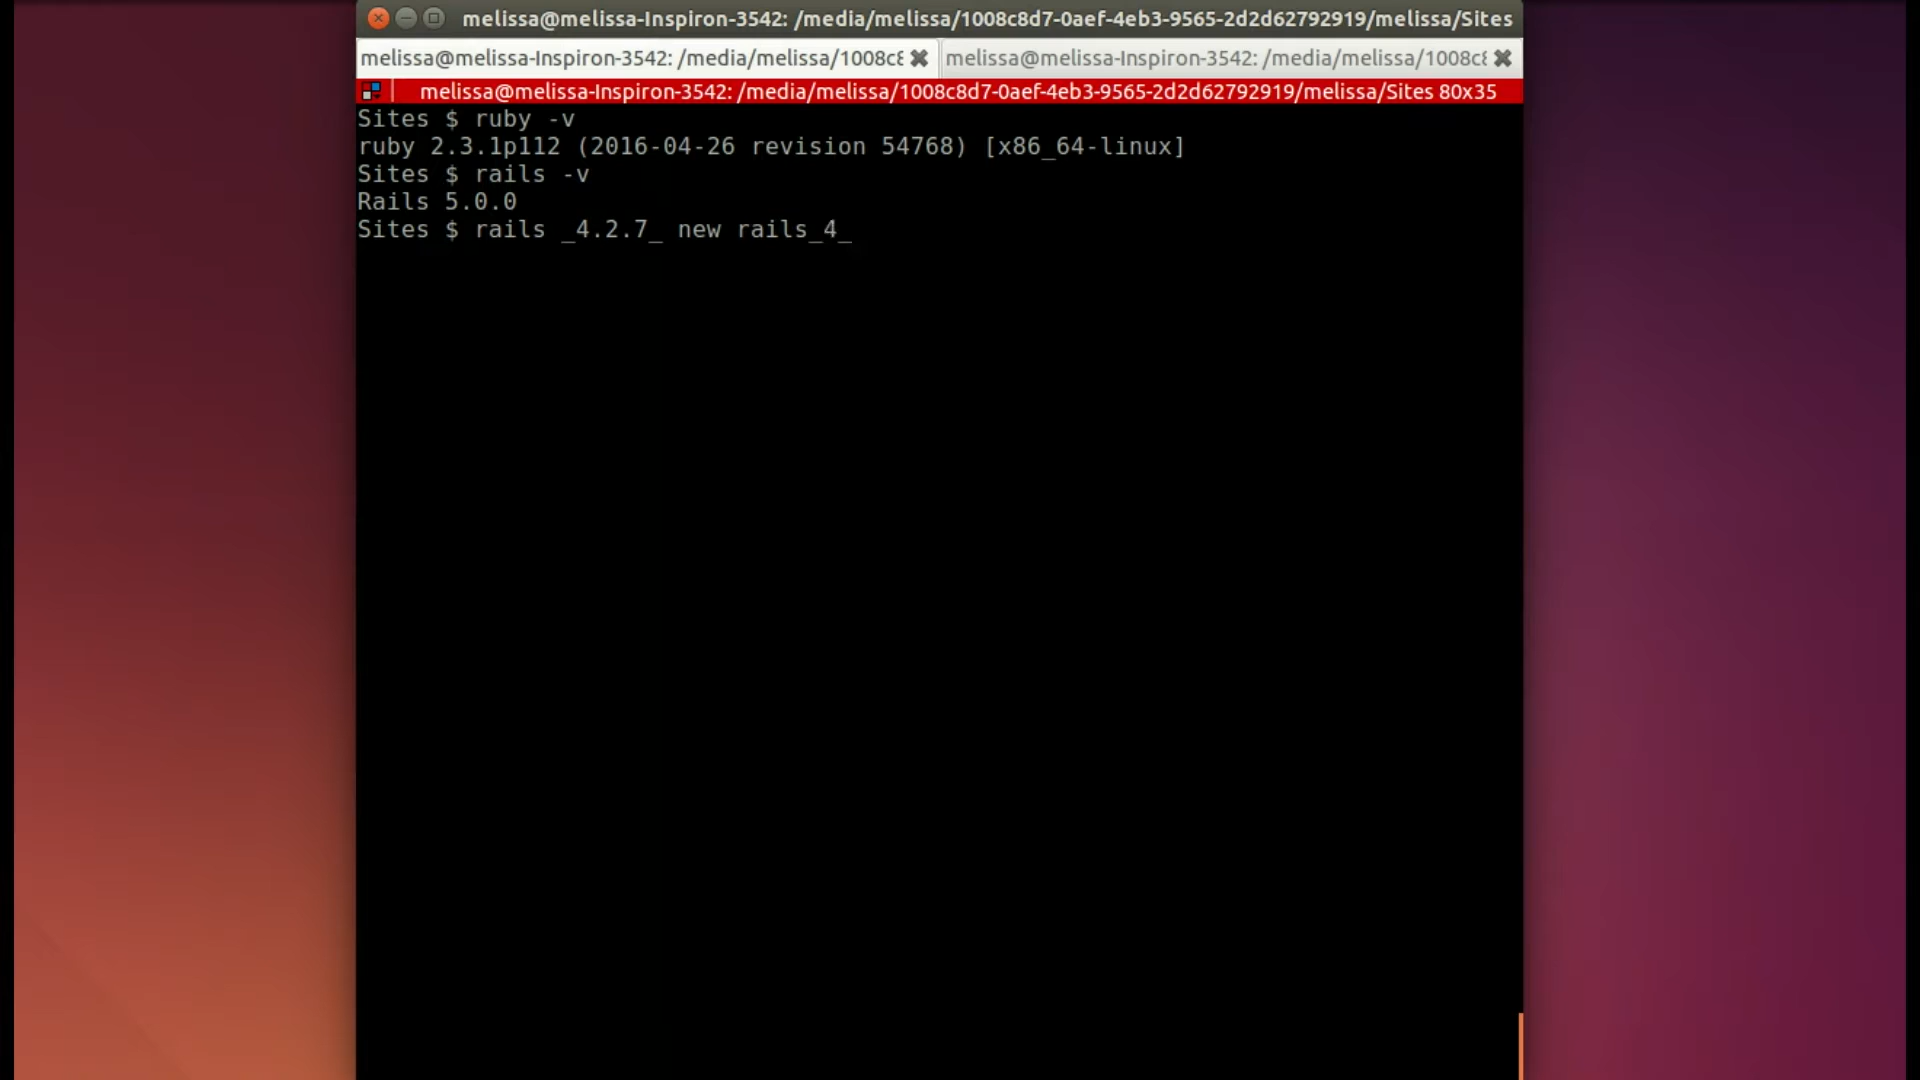 melissa@melissa-Inspiron-3542: /media/melissa/1008c8d7-0aef-4eb3-9565-2d2d62792919/melissa/Sites
melissa@melissa-Inspiron-3542: /media/melissa/1008c8 melissa@melissa-Inspiron-3542: /media/melissa/1008c8
melissa@melissa-Inspiron-3542: /media/melissa/1008c8d7-0aef-4eb3-9565-2d2d62792919/melissa/Sites 80x35
Sites $ ruby -v
ruby 2.3.1p112 (2016-04-26 revision 54768) [x86_64-linux]
Sites $ rails -v
Rails 5.0.0
Sites $ rails _4.2.7_ new rails_4_